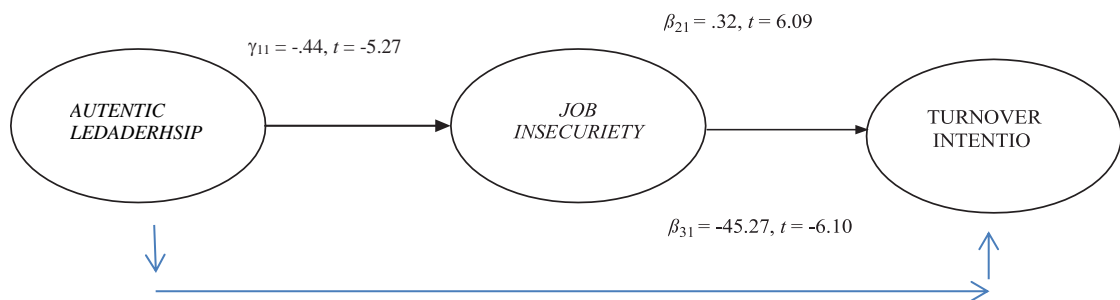 γ11 = -.44, t = -5.27
β21 = .32, t = 6.09
AUTENTIC
LEDADERHSIP
JOB
INSECURIETY
TURNOVER
INTENTIO
β31 = -45.27, t = -6.10